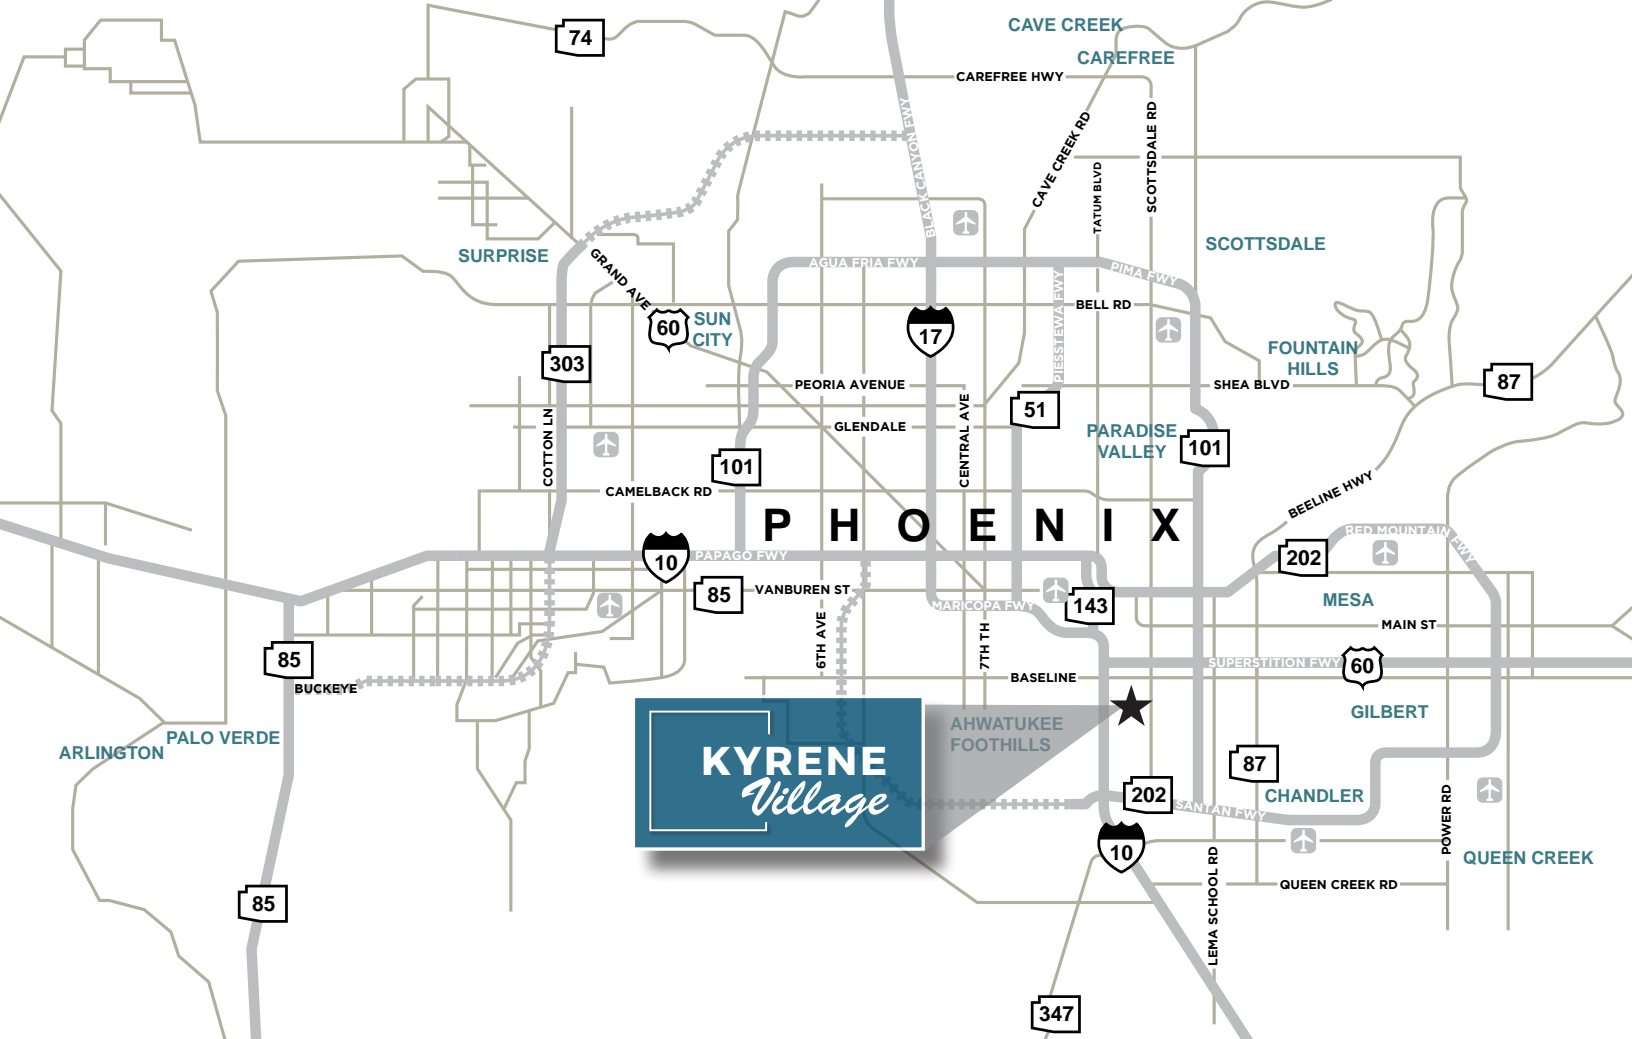 CAVE CREEK
74
CAREFREE
CAREFREE HWY
BLACK CANYON FWY
CAVE CREEK RD
SCOTTSDALE RD
TATUM BLVD
SURPRISE
SCOTTSDALE
GRAND AVE
AGUA FRIA FWY
PIMA FWY
60
SUN
CITY
17
PIESSTEWA FWY
BELL RD
FOUNTAIN
HILLS
303
PEORIA AVENUE
SHEA BLVD
87
51
COTTON LN
GLENDALE
CENTRAL AVE
PARADISE
VALLEY
101
101
CAMELBACK RD
BEELINE HWY
PHOENIX
RED MOUNTAIN FWY
10
PAPAGO FWY
202
85
VANBUREN ST
MARICOPA FWY
143
MESA
6TH AVE
7TH TH
MAIN ST
85
SUPERSTITION FWY
60
BUCKEYE
BASELINE
ARLINGTON
PALO VERDE
AHWATUKEE
FOOTHILLS
GILBERT
KYRENE
Village
87
202
SANTAN FWY
CHANDLER
POWER RD
10
QUEEN CREEK
LEMA SCHOOL RD
QUEEN CREEK RD
85
347